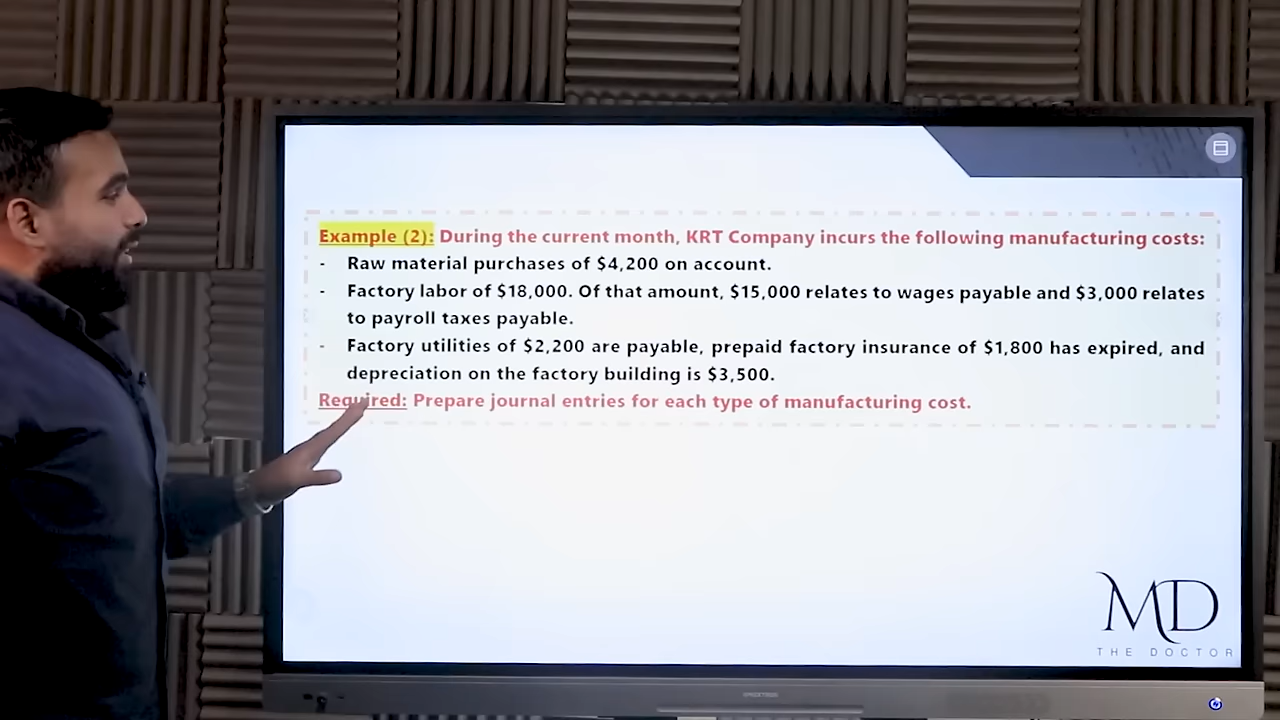 Example (2): During the current month, KRT Company incurs the following manufacturing costs:
- Raw material purchases of $4,200 on account.
- Factory labor of $18,000. Of that amount, $15,000 relates to wages payable and $3,000 relates
to payroll taxes payable.
- Factory utilities of $2,200 are payable, prepaid factory insurance of $1,800 has expired, and
depreciation on the factory building is $3,500.
Required: Prepare journal entries for each type of manufacturing cost.
MD
THE DOCTOR